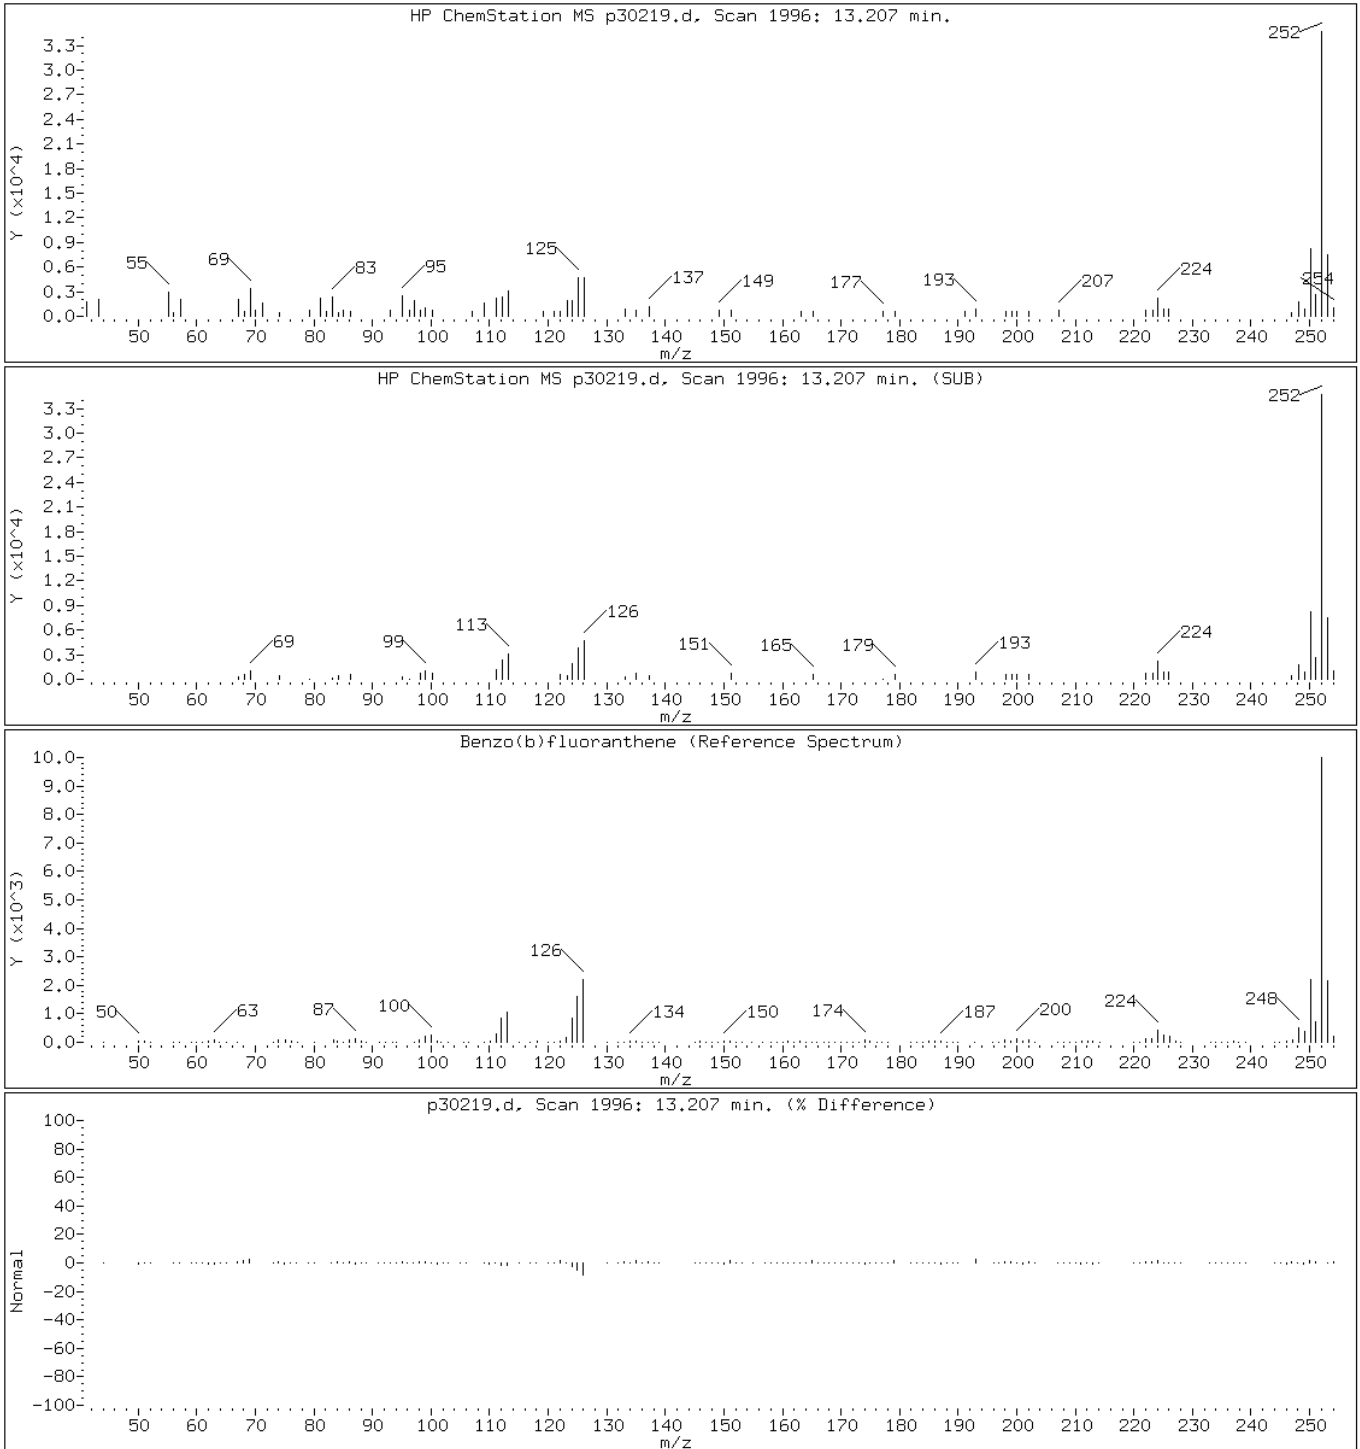 HP ChemStation MS p30219.d, Scan 1996: 13.207 min.
252
3.3-
3.0-
2.7-
2.4-
2.1-
1.8-
1.5-
1.2-
0.9-
0.6-
0.3-
0.0-
Y (x10^4)
55 69 83 95 125 137 149 177 193 207 224 254
50 60 70 80 90 100 110 120 130 140 150 160 170 180 190 200 210 220 230 240 250
m/z
HP ChemStation MS p30219.d, Scan 1996: 13.207 min. (SUB)
252
3.3-
3.0-
2.7-
2.4-
2.1-
1.8-
1.5-
1.2-
0.9-
0.6-
0.3-
0.0-
Y (x10^4)
69 99 113 126 151 165 179 193 224
50 60 70 80 90 100 110 120 130 140 150 160 170 180 190 200 210 220 230 240 250
m/z
Benzo(b)fluoranthene (Reference Spectrum)
10.0-
9.0-
8.0-
7.0-
6.0-
5.0-
4.0-
3.0-
2.0-
1.0-
0.0-
Y (x10^3)
50 63 87 100 126 134 150 174 187 200 224 248
50 60 70 80 90 100 110 120 130 140 150 160 170 180 190 200 210 220 230 240 250
m/z
p30219.d, Scan 1996: 13.207 min. (% Difference)
100-
80-
60-
40-
20-
0-
-20-
-40-
-60-
-80-
-100-
Normal
50 60 70 80 90 100 110 120 130 140 150 160 170 180 190 200 210 220 230 240 250
m/z